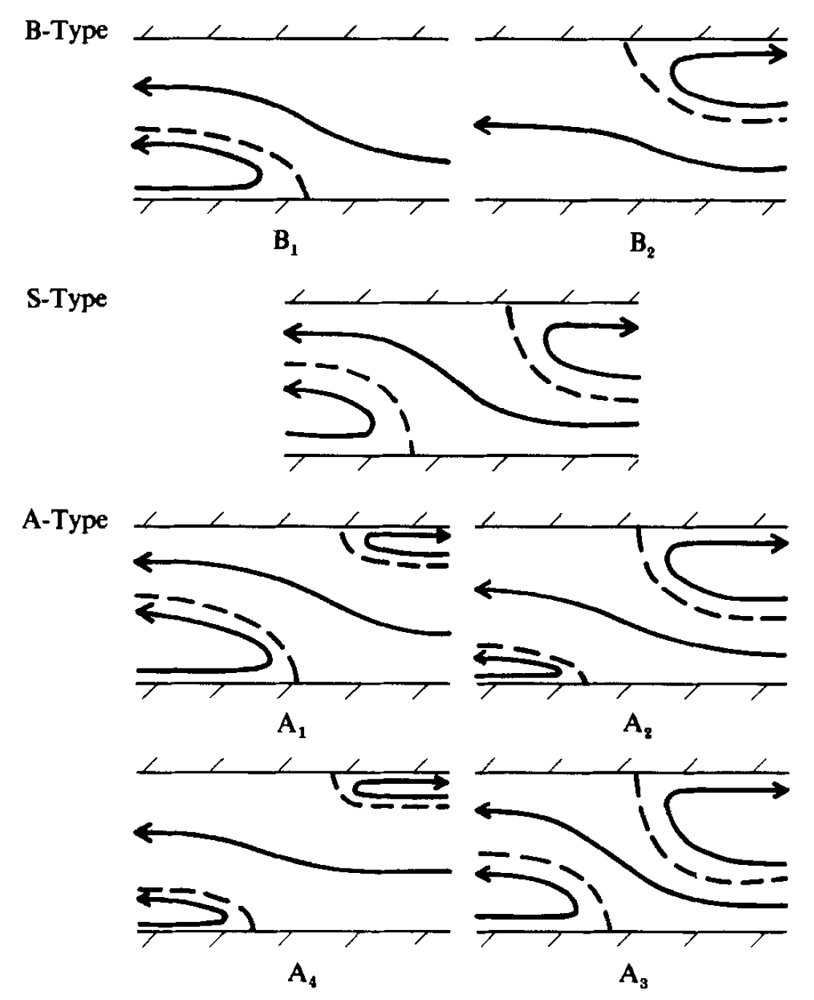 B-Type
B₁ B₂
S-Type
A-Type
A₁ A₂
A₄ A₃